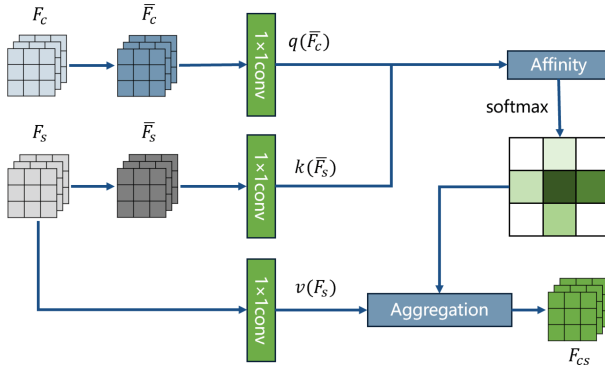 F_c
F̅_c
1×1conv
q(F̅_c)
Affinity
softmax
F_s
F̅_s
1×1conv
k(F̅_s)
1×1conv
v(F_s)
Aggregation
F_cs